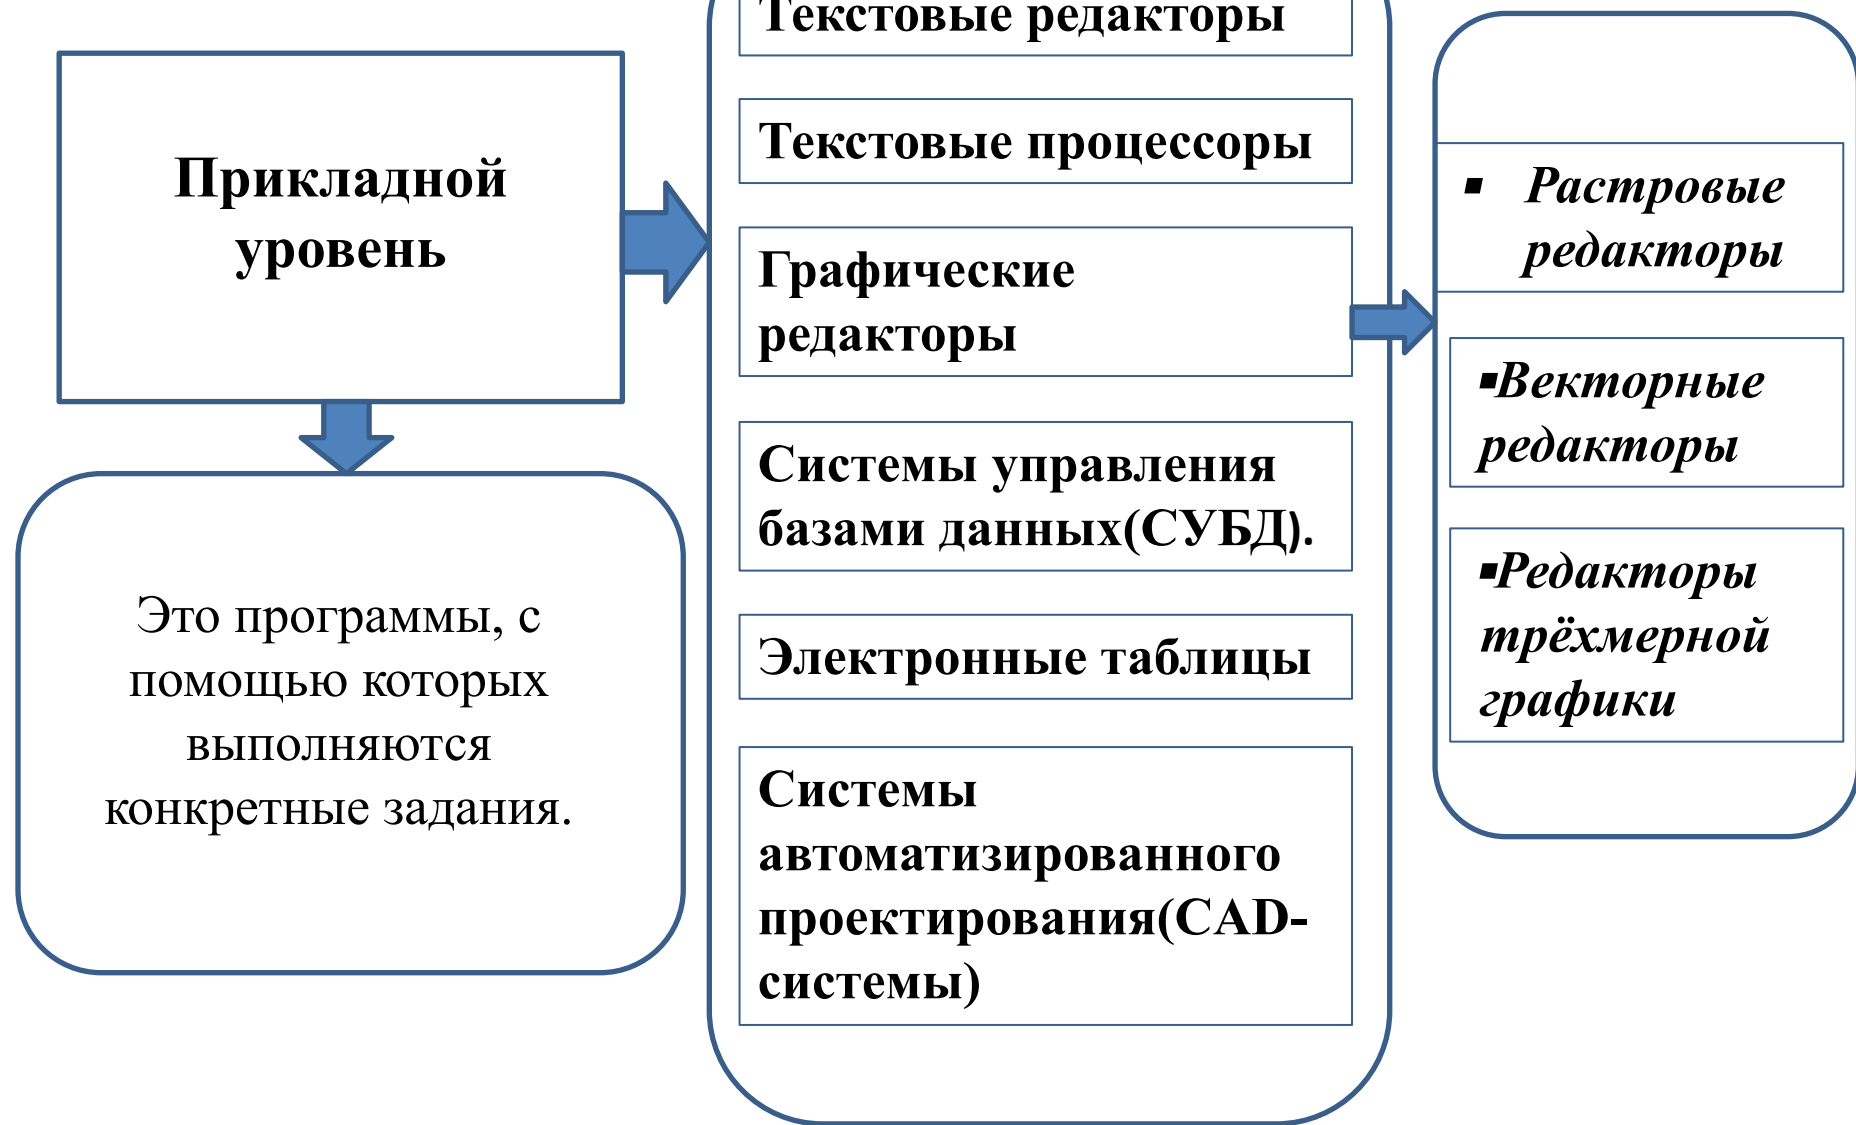 Прикладной
уровень
Это программы, с
помощью которых
выполняются
конкретные задания.
Текстовые редакторы
Текстовые процессоры
Графические
редакторы
Системы управления
базами данных(СУБД).
Электронные таблицы
Системы
автоматизированного
проектирования(CAD-
системы)
▪ Растровые
редакторы
▪Векторные
редакторы
▪Редакторы
трёхмерной
графики